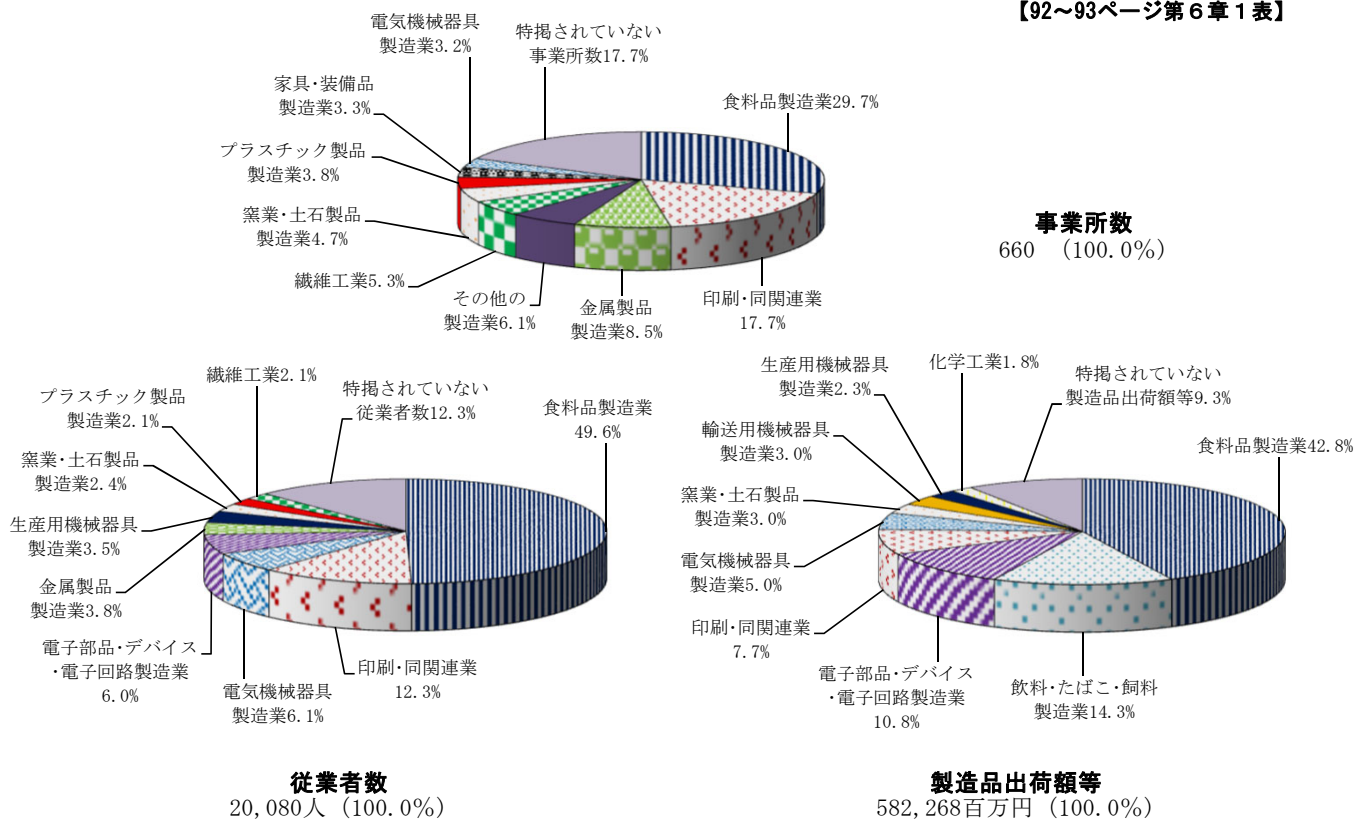 【92～93ページ第６章１表】
電気機械器具
製造業3.2%
特掲されていない
事業所数17.7%
家具・装備品
製造業3.3%
食料品製造業29.7%
プラスチック製品
製造業3.8%
窯業・土石製品
製造業4.7%
繊維工業5.3%
その他の
製造業6.1%
金属製品
製造業8.5%
印刷・同関連業
17.7%
事業所数
660 （100.0％）
繊維工業2.1%
特掲されていない
従業者数12.3%
食料品製造業
49.6%
プラスチック製品
製造業2.1%
窯業・土石製品
製造業2.4%
生産用機械器具
製造業3.5%
金属製品
製造業3.8%
電子部品・デバイス
・電子回路製造業
6.0%
電気機械器具
製造業6.1%
印刷・同関連業
12.3%
従業者数
20,080人（100.0％）
生産用機械器具
製造業2.3%
化学工業1.8%
特掲されていない
製造品出荷額等9.3%
食料品製造業42.8%
輸送用機械器具
製造業3.0%
窯業・土石製品
製造業3.0%
電気機械器具
製造業5.0%
印刷・同関連業
7.7%
電子部品・デバイス
・電子回路製造業
10.8%
飲料・たばこ・飼料
製造業14.3%
製造品出荷額等
582,268百万円（100.0％）